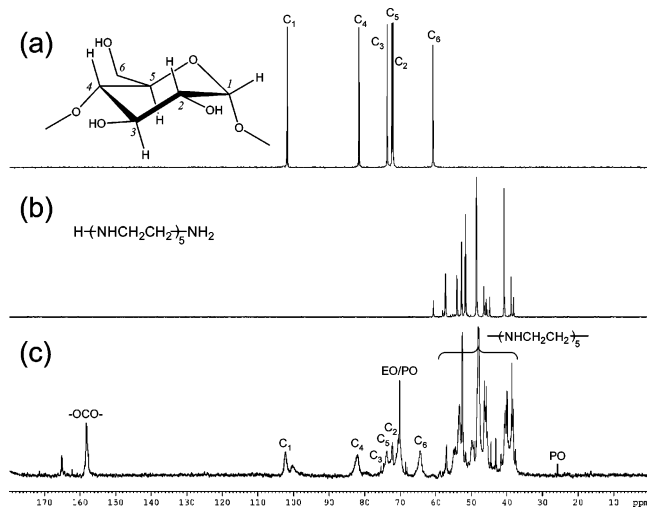 (a)
C1
C4
C3
C5
C2
C6
HO
H
6
O
4
5
H
1
H
O
HO
3
2
H
OH
H
O
(b)
H-(NHCH2CH2)5-NH2
(c)
-(NHCH2CH2)5-
-OCO-
EO/PO
C1
C4
C3
C5
C2
C6
PO
170 160 150 140 130 120 110 100 90 80 70 60 50 40 30 20 10 ppm